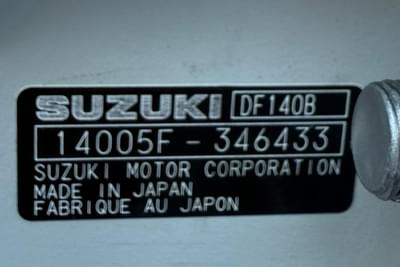 SUZUKI DF140B
14005F - 346433
SUZUKI MOTOR CORPORATION
MADE IN JAPAN
FABRIQUE AU JAPON